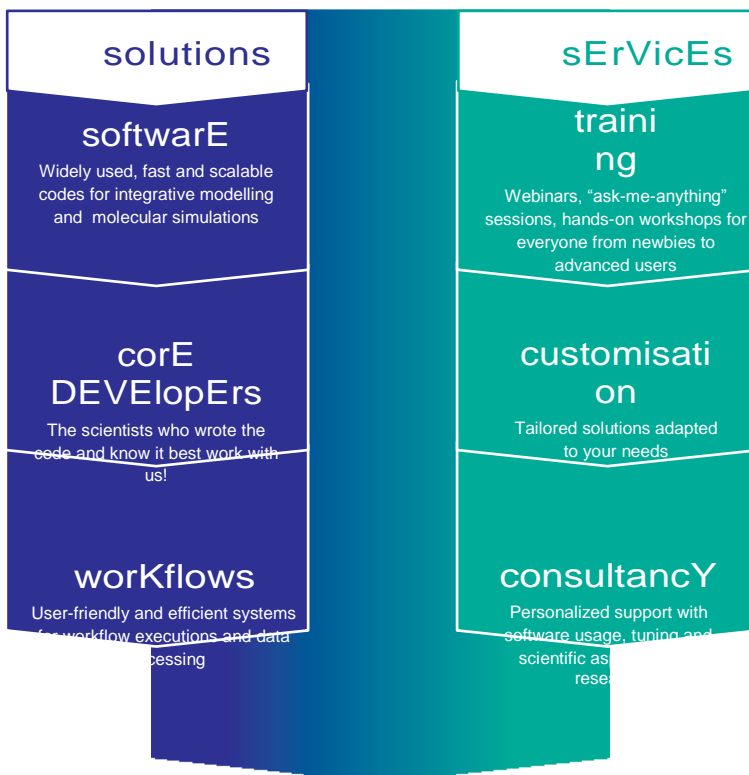 solutions
softwarE
Widely used, fast and scalable
codes for integrative modelling
and molecular simulations
corE
DEVElopErs
The scientists who wrote the
code and know it best work with
us!
worKflows
User-friendly and efficient systems
for workflow executions and data
sErVicEs
traini
ng
Webinars, “ask-me-anything”
sessions, hands-on workshops for
everyone from newbies to
advanced users
customisati
on
Tailored solutions adapted
to your needs
consultancY
Personalized support with
software usage, tuning and
scientific